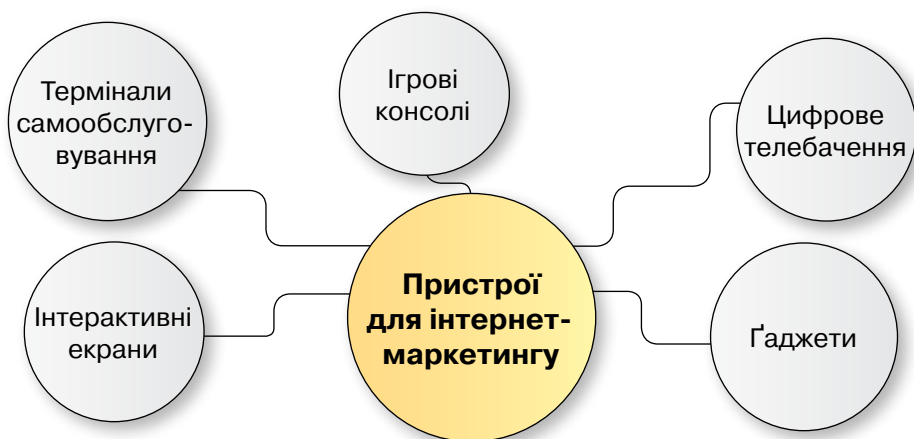 Термінали
самообслуго-
вування
Ігрові
консолі
Цифрове
телебачення
Інтерактивні
екрани
Пристрої
для інтернет-
маркетингу
Ґаджети